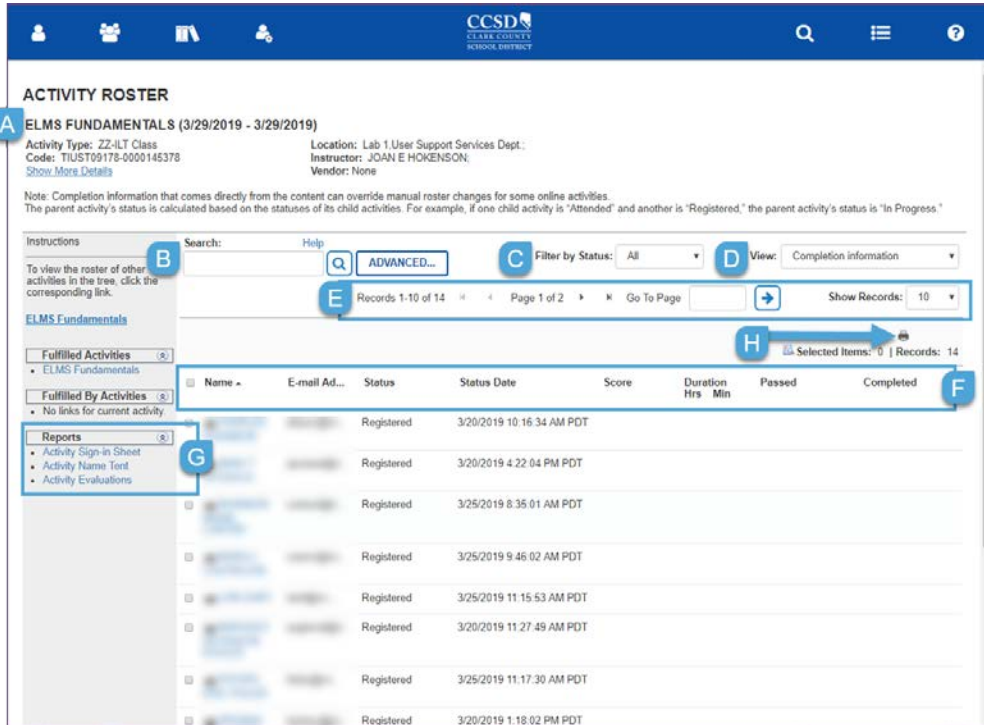 CCSD
CLARK COUNTY
SCHOOL DISTRICT
ACTIVITY ROSTER
A
ELMS FUNDAMENTALS (3/29/2019 - 3/29/2019)
Activity Type: ZZ-ILT Class
Location: Lab 1,User Support Services Dept.;
Code: TIUST09178-0000145378
Instructor: JOAN E HOKENSON;
Show More Details
Vendor: None
Note: Completion information that comes directly from the content can override manual roster changes for some online activities.
The parent activity's status is calculated based on the statuses of its child activities. For example, if one child activity is "Attended" and another is "Registered," the parent activity's status is "In Progress."
Instructions
To view the roster of other
activities in the tree, click the
corresponding link.
ELMS Fundamentals
Fulfilled Activities
ELMS Fundamentals
Fulfilled By Activities
No links for current activity.
Reports
Activity Sign-in Sheet
Activity Name Tent
Activity Evaluations
G
B
Search: Help
ADVANCED...
C
Filter by Status: All
D
View: Completion information
E
Records 1-10 of 14 Page 1 of 2 Go To Page Show Records: 10
H
Selected Items: 0 | Records: 14
Name E-mail Ad... Status Status Date Score Duration Passed Completed
Hrs Min
F
Registered 3/20/2019 10:16:34 AM PDT
Registered 3/20/2019 4:22:04 PM PDT
Registered 3/25/2019 8:35:01 AM PDT
Registered 3/25/2019 9:46:02 AM PDT
Registered 3/25/2019 11:15:53 AM PDT
Registered 3/20/2019 11:27:49 AM PDT
Registered 3/25/2019 11:17:30 AM PDT
Registered 3/20/2019 1:18:02 PM PDT